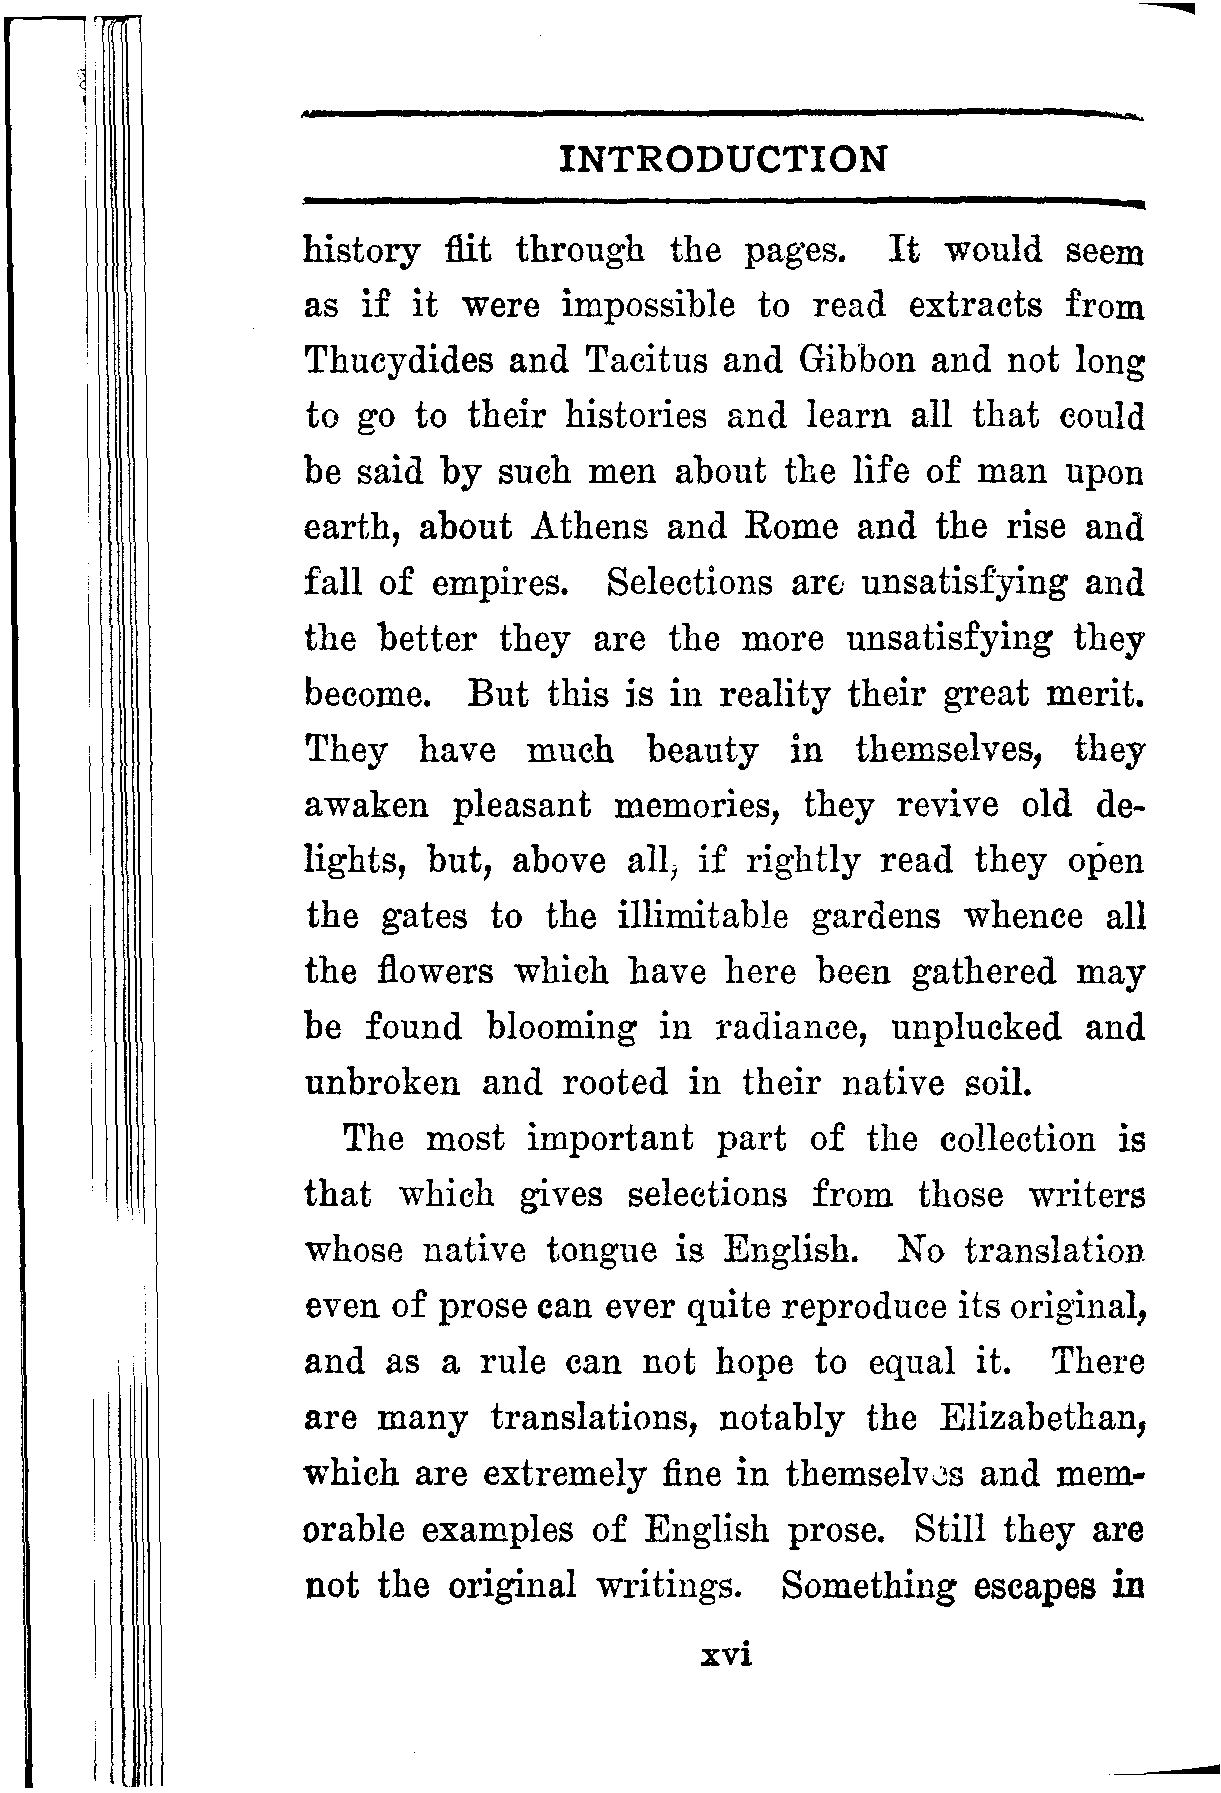 INTRODUCTION
history flit through the pages. It would seem
as if it were impossible to read extracts from
Thucydides and Tacitus and Gibbon and not long
to go to their histories and learn all that could
be said by such men about the life of man upon
earth, about Athens and Rome and the rise and
fall of empires. Selections are unsatisfying and
the better they are the more unsatisfying they
become. But this is in reality their great merit.
They have much beauty in themselves, they
awaken pleasant memories, they revive old de-
lights, but, above all, if rightly read they open
the gates to the illimitable gardens whence all
the flowers which have here been gathered may
be found blooming in radiance, unplucked and
unbroken and rooted in their native soil.
The most important part of the collection is
that which gives selections from those writers
whose native tongue is English. No translation
even of prose can ever quite reproduce its original,
and as a rule can not hope to equal it. There
are many translations, notably the Elizabethan,
which are extremely fine in themselves and mem-
orable examples of English prose. Still they are
not the original writings. Something escapes in
xvi